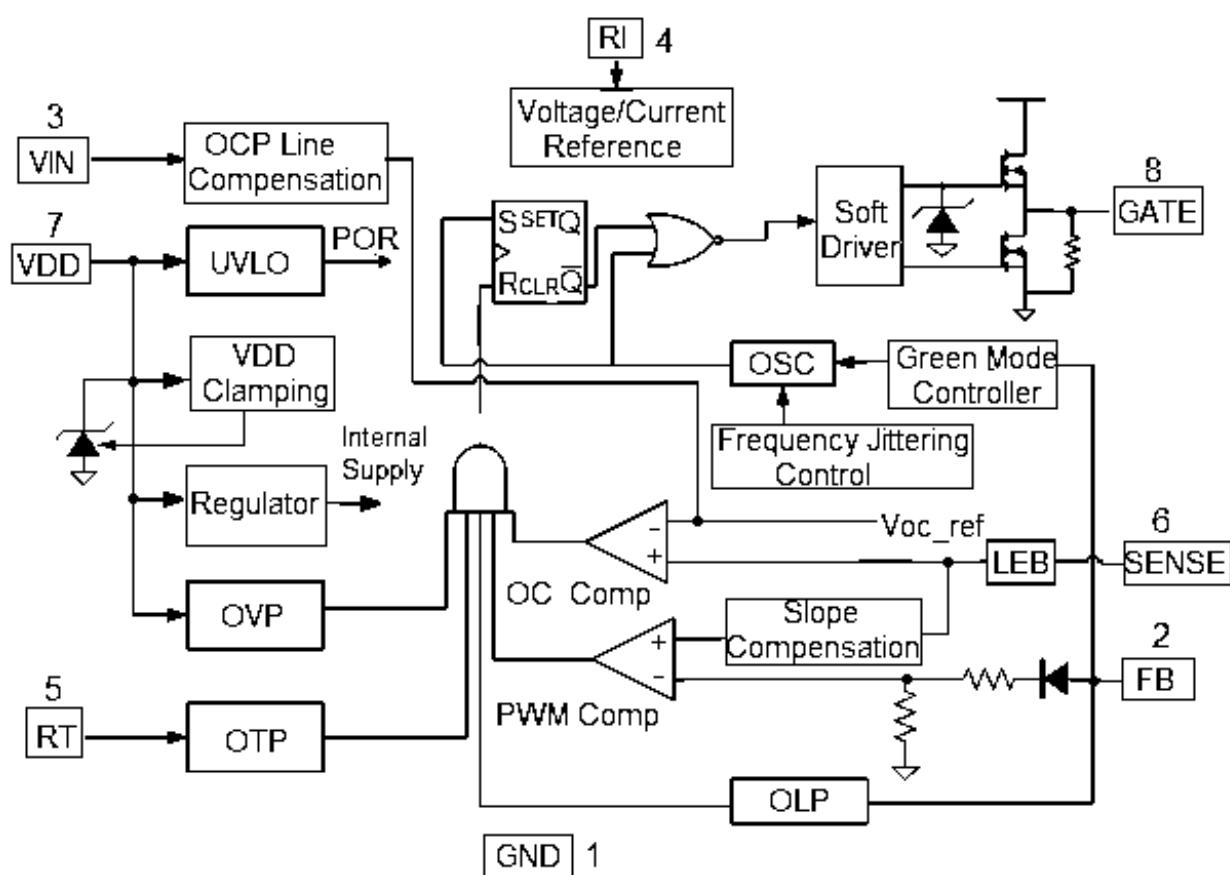 RI 4
Voltage/Current
Reference
3
VIN
OCP Line
Compensation
7
VDD
UVLO
POR
S SET Q
R CLR Q̅
Soft
Driver
8
GATE
VDD
Clamping
OSC
Green Mode
Controller
Frequency Jittering
Control
Internal
Supply
Regulator
-
+
Voc_ref
OC Comp
LEB
6
SENSE
OVP
Slope
Compensation
+
-
PWM Comp
2
FB
5
RT
OTP
OLP
GND 1